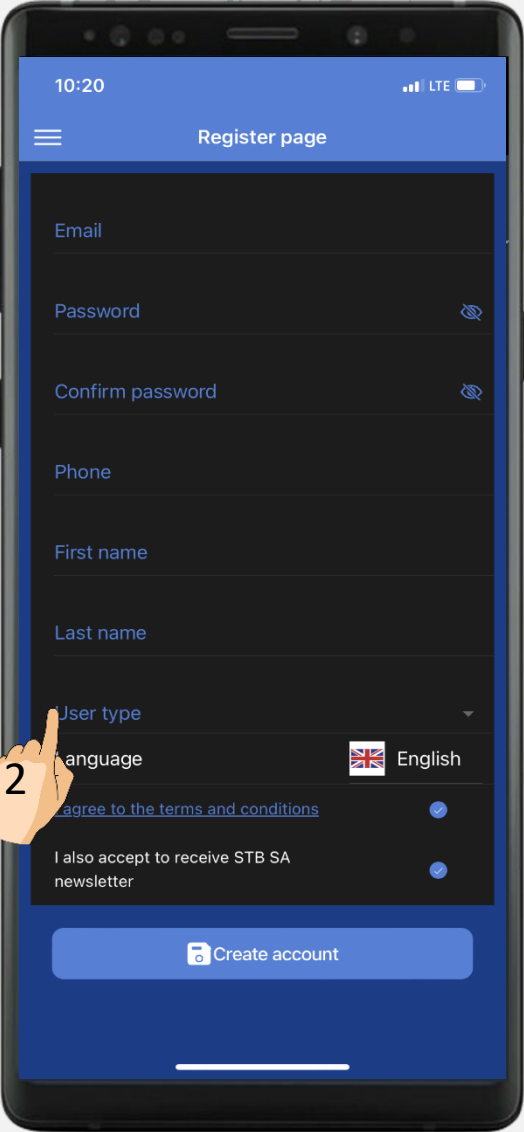 10:20
LTE
Register page
Email
Password
Confirm password
Phone
First name
Last name
User type
Language
English
I agree to the terms and conditions
I also accept to receive STB SA
newsletter
2
Create account